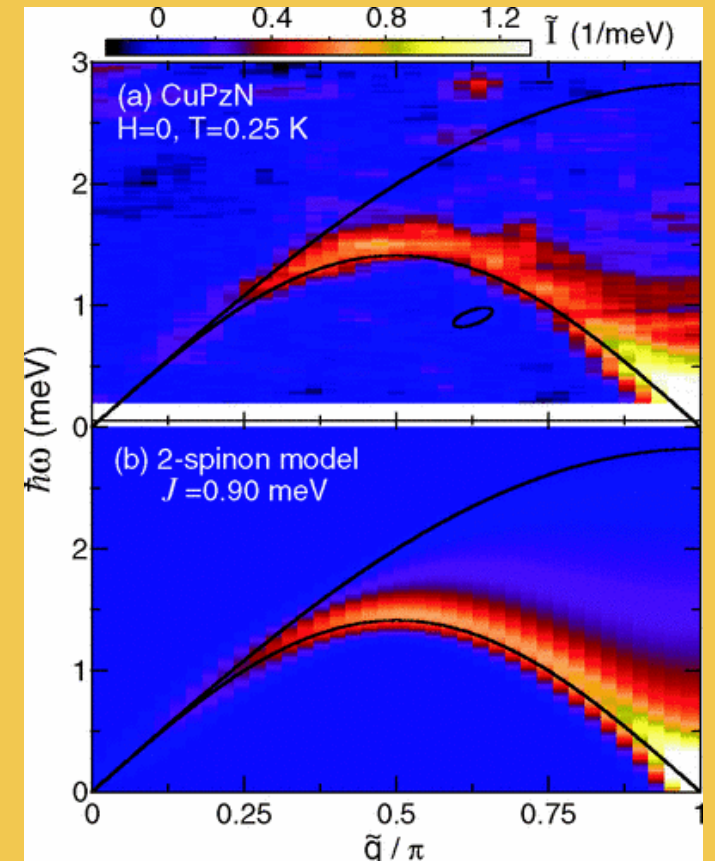 0 0.4 0.8 1.2 Ĩ (1/meV)
3
(a) CuPzN
H=0, T=0.25 K
2
1
0
ħω (meV)
(b) 2-spinon model
J =0.90 meV
2
1
0
0 0.25 0.5 0.75 1
q̃ / π